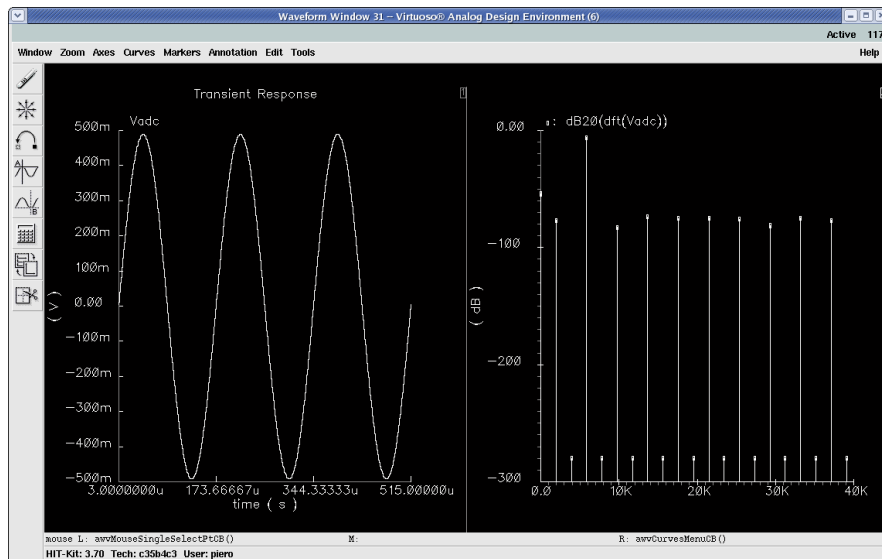 Waveform Window 31 – Virtuoso® Analog Design Environment (6)
Active 117
Window Zoom Axes Curves Markers Annotation Edit Tools Help
Transient Response
Vadc
500m
400m
300m
200m
100m
0.00
-100m
-200m
-300m
-400m
-500m
( V )
3.0000000u 173.66667u 344.33333u 515.00000u
time ( s )
: dB20(dft(Vadc))
0.00
-100
-200
-300
( dB )
0.0 10K 20K 30K 40K
mouse L: awvMouseSingleSelectPtCB() M: R: awvCurvesMenuCB()
HIT-Kit: 3.70 Tech: c35b4c3 User: piero